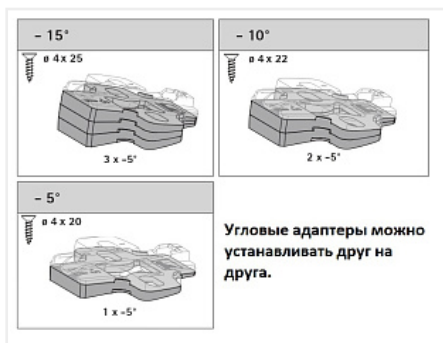 - 15°
ø 4 x 25
3 x -5°
- 10°
ø 4 x 22
2 x -5°
- 5°
ø 4 x 20
1 x -5°
Угловые адаптеры можно
устанавливать друг на
друга.